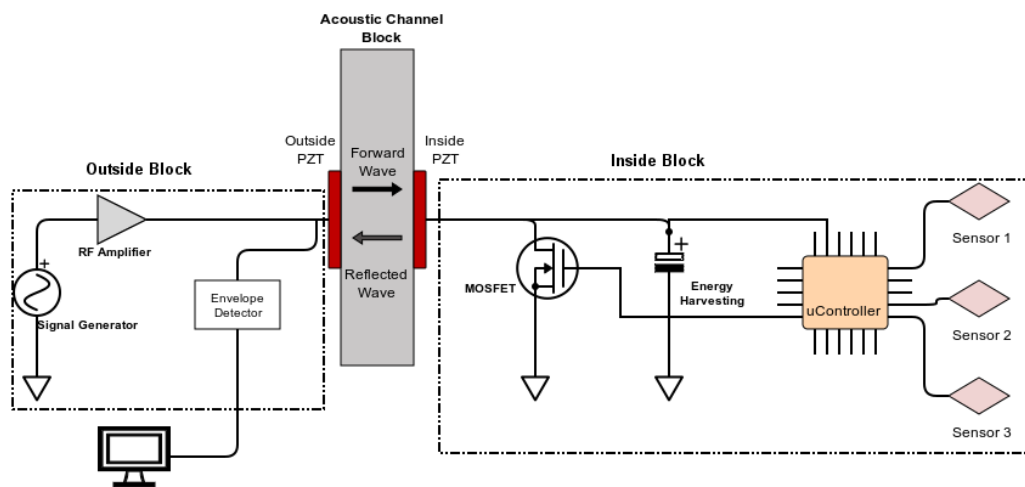 Acoustic Channel
Block
Outside
PZT
Inside
PZT
Forward
Wave
Reflected
Wave
Outside Block
RF Amplifier
+
Signal Generator
Envelope
Detector
Inside Block
MOSFET
+
Energy
Harvesting
uController
Sensor 1
Sensor 2
Sensor 3